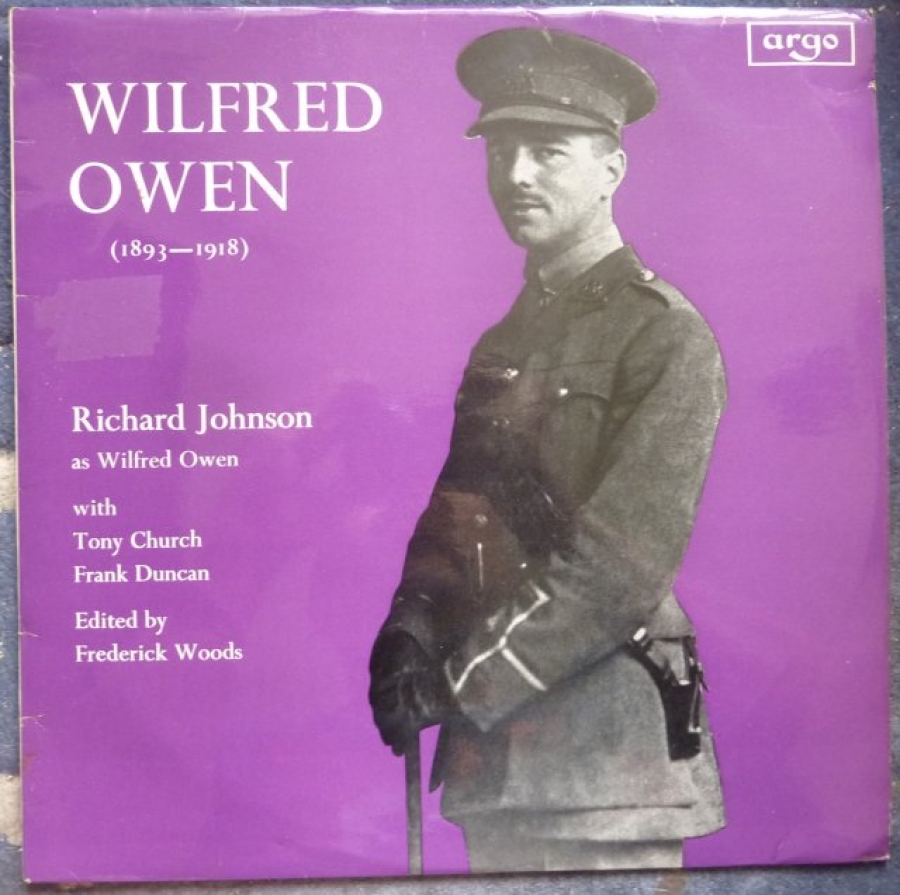 argo
WILFRED
OWEN
(1893—1918)
Richard Johnson
as Wilfred Owen
with
Tony Church
Frank Duncan
Edited by
Frederick Woods